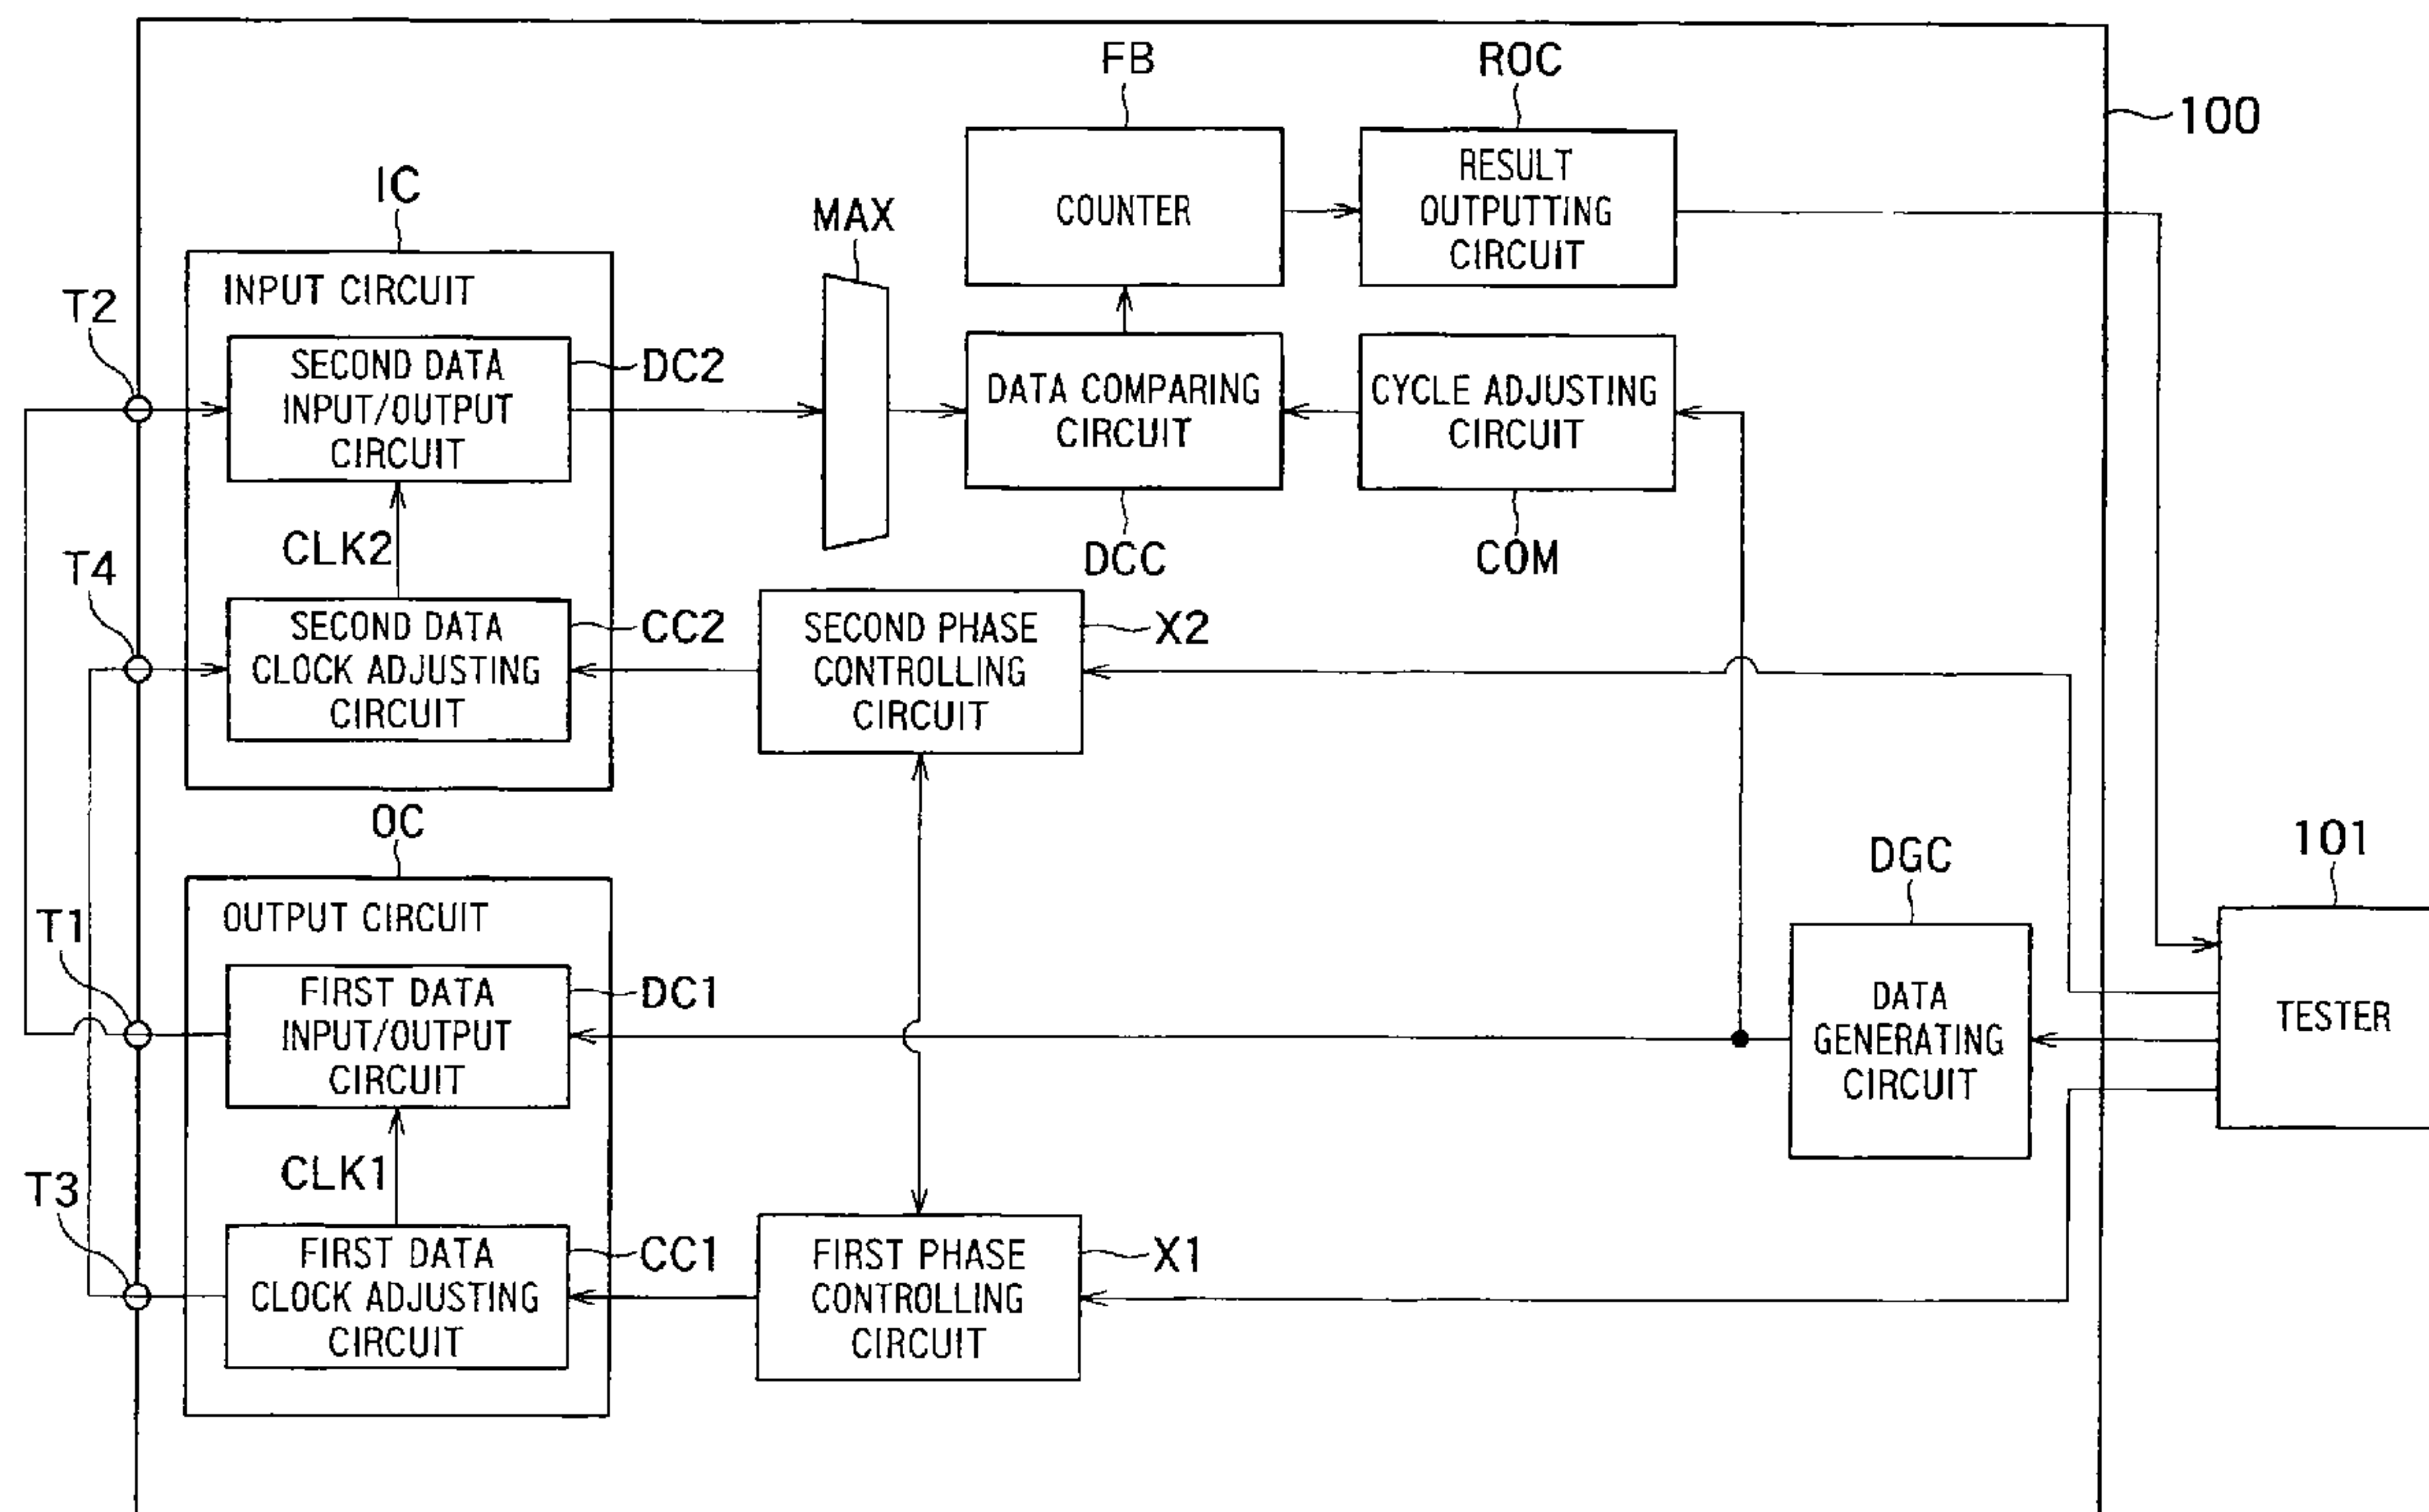 FB
ROC
100
IC
MAX
COUNTER
RESULT
OUTPUTTING
CIRCUIT
T2
INPUT CIRCUIT
SECOND DATA
INPUT/OUTPUT
CIRCUIT
DC2
DATA COMPARING
CIRCUIT
CYCLE ADJUSTING
CIRCUIT
CLK2
DCC
COM
T4
SECOND DATA
CLOCK ADJUSTING
CIRCUIT
CC2
SECOND PHASE
CONTROLLING
CIRCUIT
X2
OC
DGC
101
T1
OUTPUT CIRCUIT
FIRST DATA
INPUT/OUTPUT
CIRCUIT
DC1
DATA
GENERATING
CIRCUIT
TESTER
CLK1
T3
FIRST DATA
CLOCK ADJUSTING
CIRCUIT
CC1
FIRST PHASE
CONTROLLING
CIRCUIT
X1